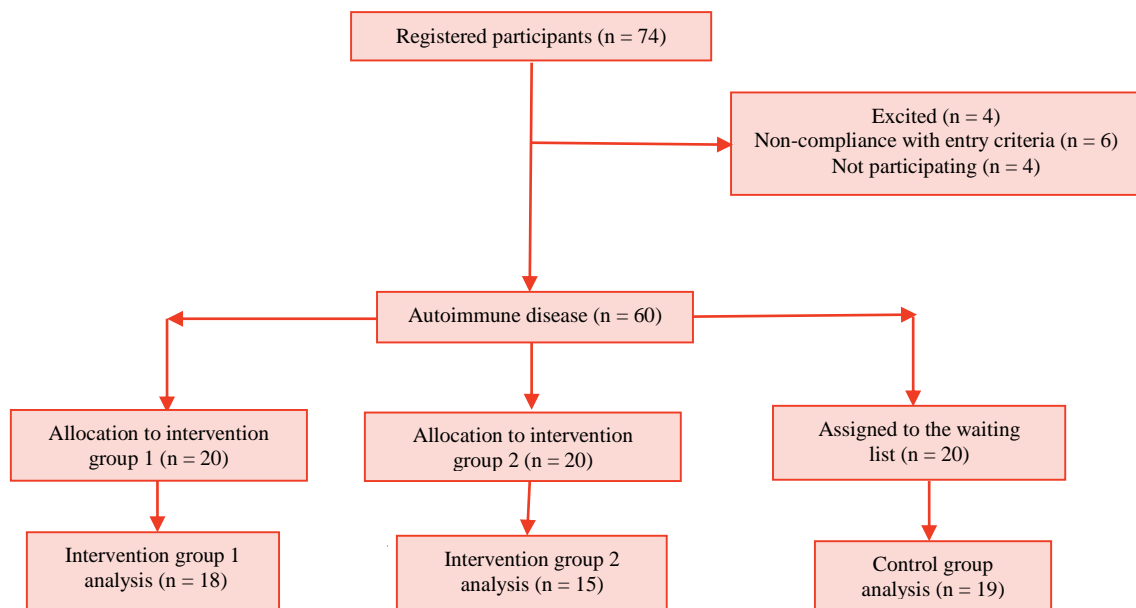 Registered participants (n = 74)
Excited (n = 4)
Non-compliance with entry criteria (n = 6)
Not participating (n = 4)
Autoimmune disease (n = 60)
Allocation to intervention
group 1 (n = 20)
Allocation to intervention
group 2 (n = 20)
Assigned to the waiting
list (n = 20)
Intervention group 1
analysis (n = 18)
Intervention group 2
analysis (n = 15)
Control group
analysis (n = 19)